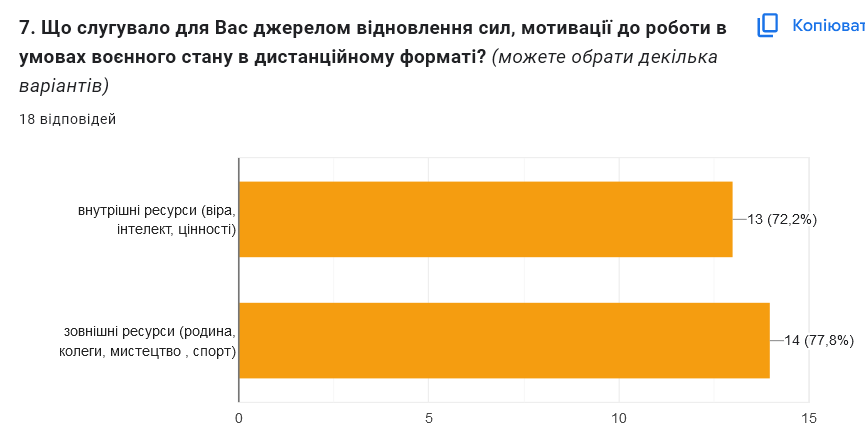 7. Що слугувало для Вас джерелом відновлення сил, мотивації до роботи в
умовах воєнного стану в дистанційному форматі? (можете обрати декілька
варіантів)
Копіюват
18 відповідей
внутрішні ресурси (віра,
інтелект, цінності)
13 (72,2%)
зовнішні ресурси (родина,
колеги, мистецтво , спорт)
14 (77,8%)
0 5 10 15